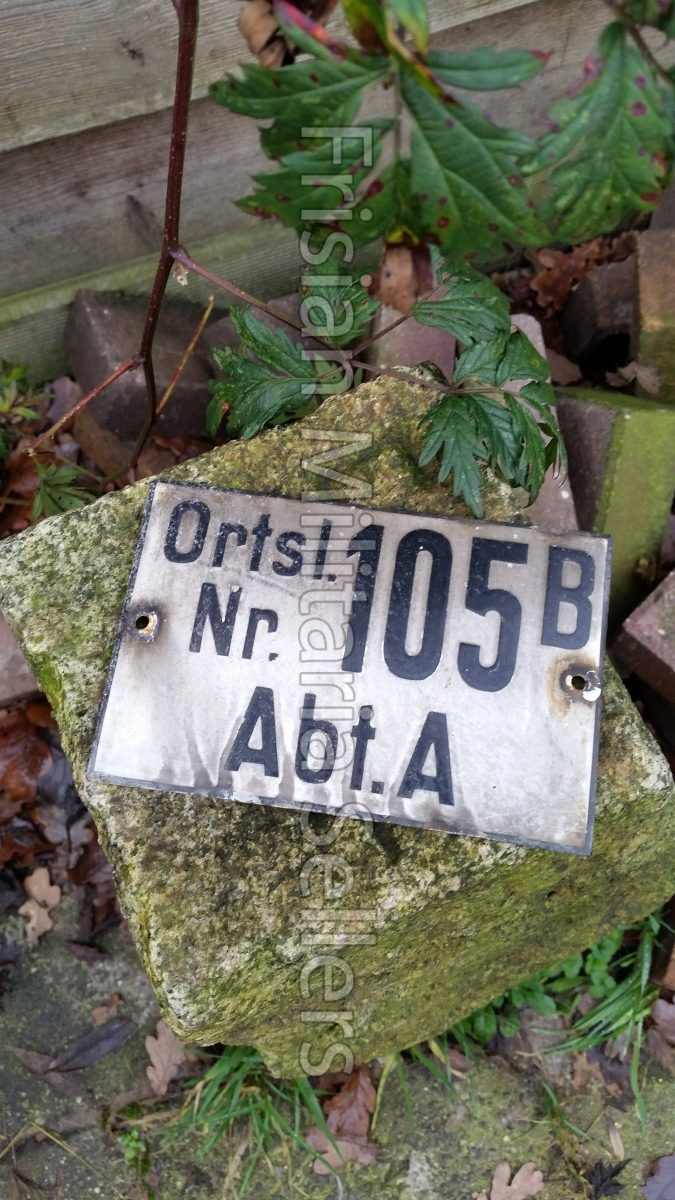 Ortsl. 105B
Nr.
Abt. A
Frisian Militaria Sellers